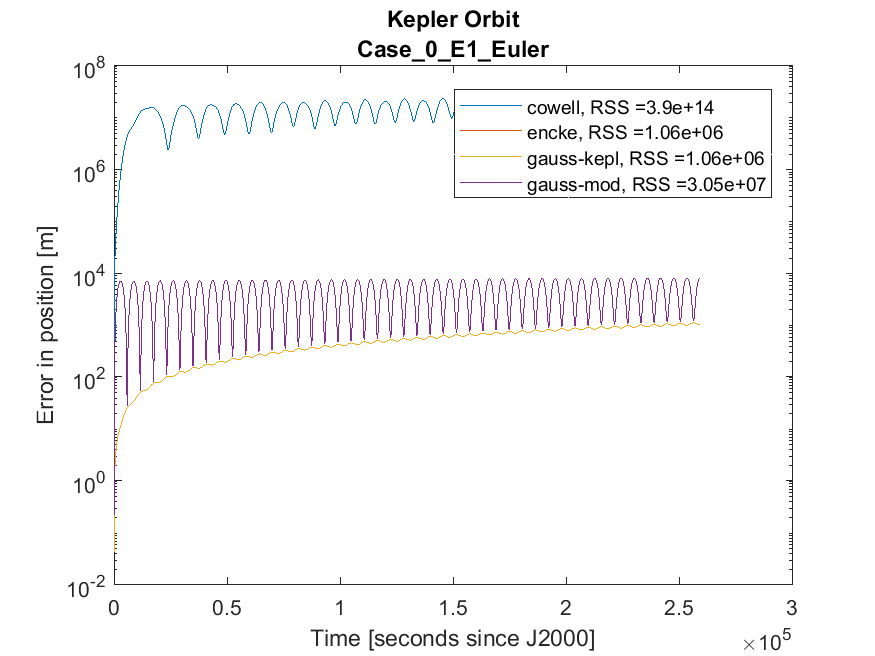 Kepler Orbit
Case_0_E1_Euler
10^8
10^6
10^4
10^2
10^0
10^-2
Error in position [m]
cowell, RSS =3.9e+14
encke, RSS =1.06e+06
gauss-kepl, RSS =1.06e+06
gauss-mod, RSS =3.05e+07
0 0.5 1 1.5 2 2.5 3
Time [seconds since J2000]
×10^5